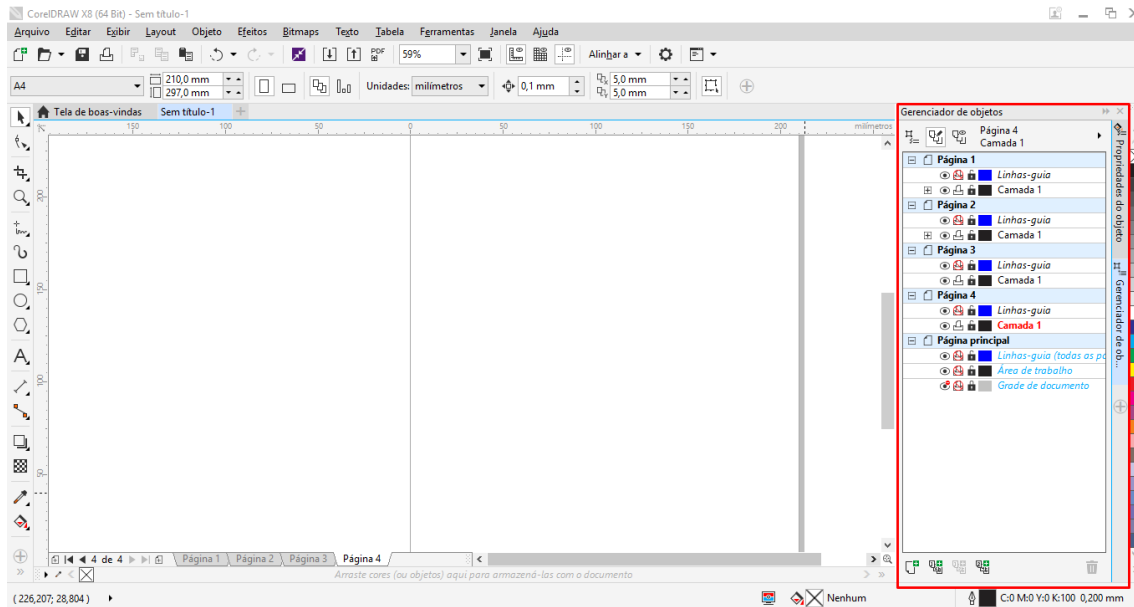 CorelDRAW X8 (64 Bit) - Sem título-1
Arquivo Editar Exibir Layout Objeto Efeitos Bitmaps Texto Tabela Ferramentas Janela Ajuda
PDF 59% Alinhar a
A4 210,0 mm 297,0 mm Unidades: milímetros 0,1 mm 5,0 mm 5,0 mm
Tela de boas-vindas Sem título-1
150 100 50 0 50 100 150 200 milímetros
200
150
100
50
Gerenciador de objetos
Página 4
Camada 1
Página 1
Linhas-guia
Camada 1
Página 2
Linhas-guia
Camada 1
Página 3
Linhas-guia
Camada 1
Página 4
Linhas-guia
Camada 1
Página principal
Linhas-guia (todas as pá
Área de trabalho
Grade de documento
Propriedades do objeto
Gerenciador de ob...
4 de 4 Página 1 Página 2 Página 3 Página 4
Arraste cores (ou objetos) aqui para armazená-las com o documento
( 226,207; 28,804 ) Nenhum C:0 M:0 Y:0 K:100 0,200 mm